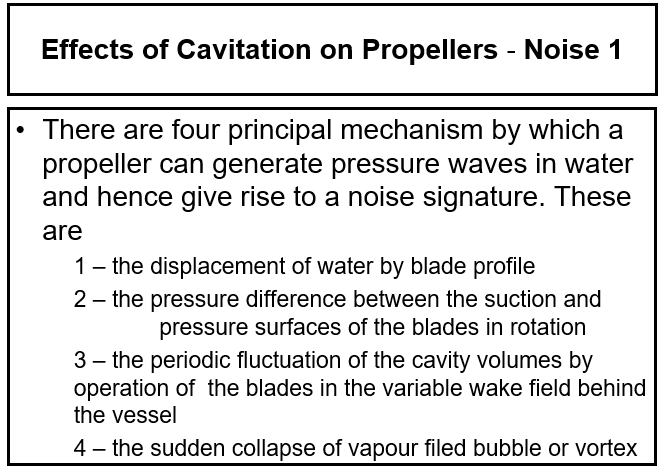 Effects of Cavitation on Propellers - Noise 1
• There are four principal mechanism by which a
propeller can generate pressure waves in water
and hence give rise to a noise signature. These
are
1 – the displacement of water by blade profile
2 – the pressure difference between the suction and
pressure surfaces of the blades in rotation
3 – the periodic fluctuation of the cavity volumes by
operation of the blades in the variable wake field behind
the vessel
4 – the sudden collapse of vapour filed bubble or vortex